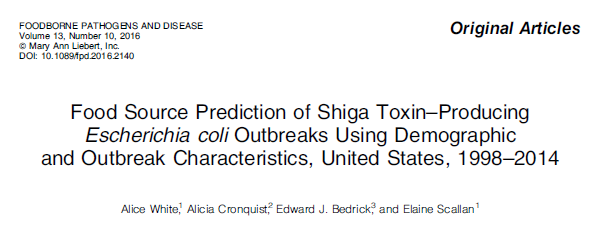 FOODBORNE PATHOGENS AND DISEASE
Volume 13, Number 10, 2016
© Mary Ann Liebert, Inc.
DOI: 10.1089/fpd.2016.2140
Original Articles
Food Source Prediction of Shiga Toxin–Producing
Escherichia coli Outbreaks Using Demographic
and Outbreak Characteristics, United States, 1998–2014
Alice White,1 Alicia Cronquist,2 Edward J. Bedrick,3 and Elaine Scallan1